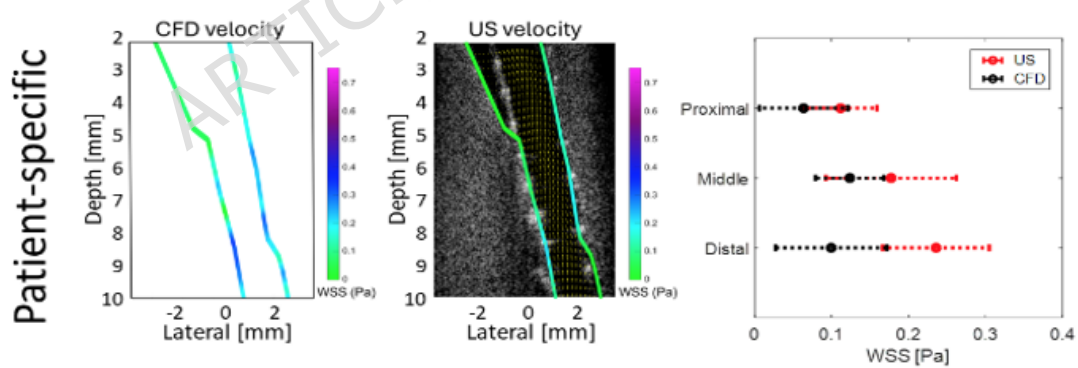 Patient-specific
CFD velocity
2
3
4
5
6
7
8
9
10
Depth [mm]
-2 0 2
Lateral [mm]
0.7
0.6
0.5
0.4
0.3
0.2
0.1
0
WSS (Pa)
US velocity
2
3
4
5
6
7
8
9
10
Depth [mm]
-2 0 2
Lateral [mm]
0.7
0.6
0.5
0.4
0.3
0.2
0.1
0
WSS (Pa)
US
CFD
Proximal
Middle
Distal
0 0.1 0.2 0.3 0.4
WSS [Pa]
ARTIC